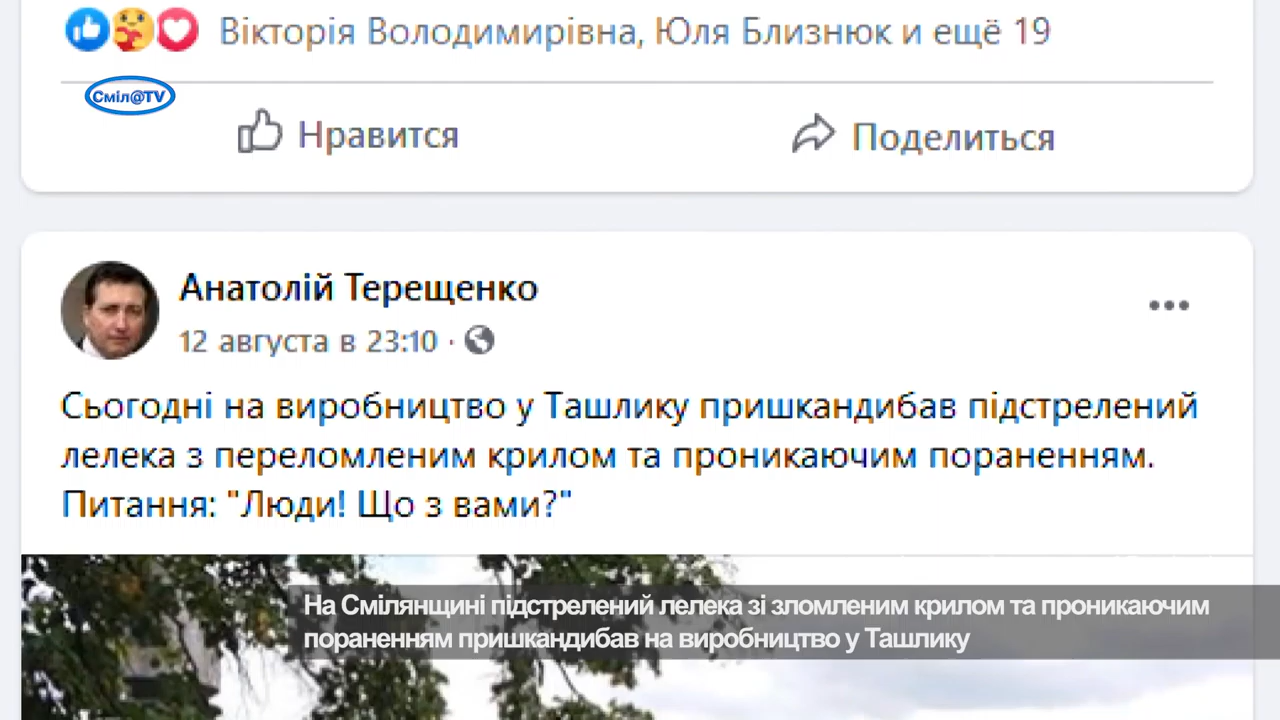 Вікторія Володимирівна, Юля Близнюк и ещё 19
Сміл@TV
Нравится
Поделиться
Анатолій Терещенко
12 августа в 23:10 ·
Сьогодні на виробництво у Ташлику пришкандибав підстрелений
лелека з переломленим крилом та проникаючим пораненням.
Питання: "Люди! Що з вами?"
На Смілянщині підстрелений лелека зі зломленим крилом та проникаючим
пораненням пришкандибав на виробництво у Ташлику